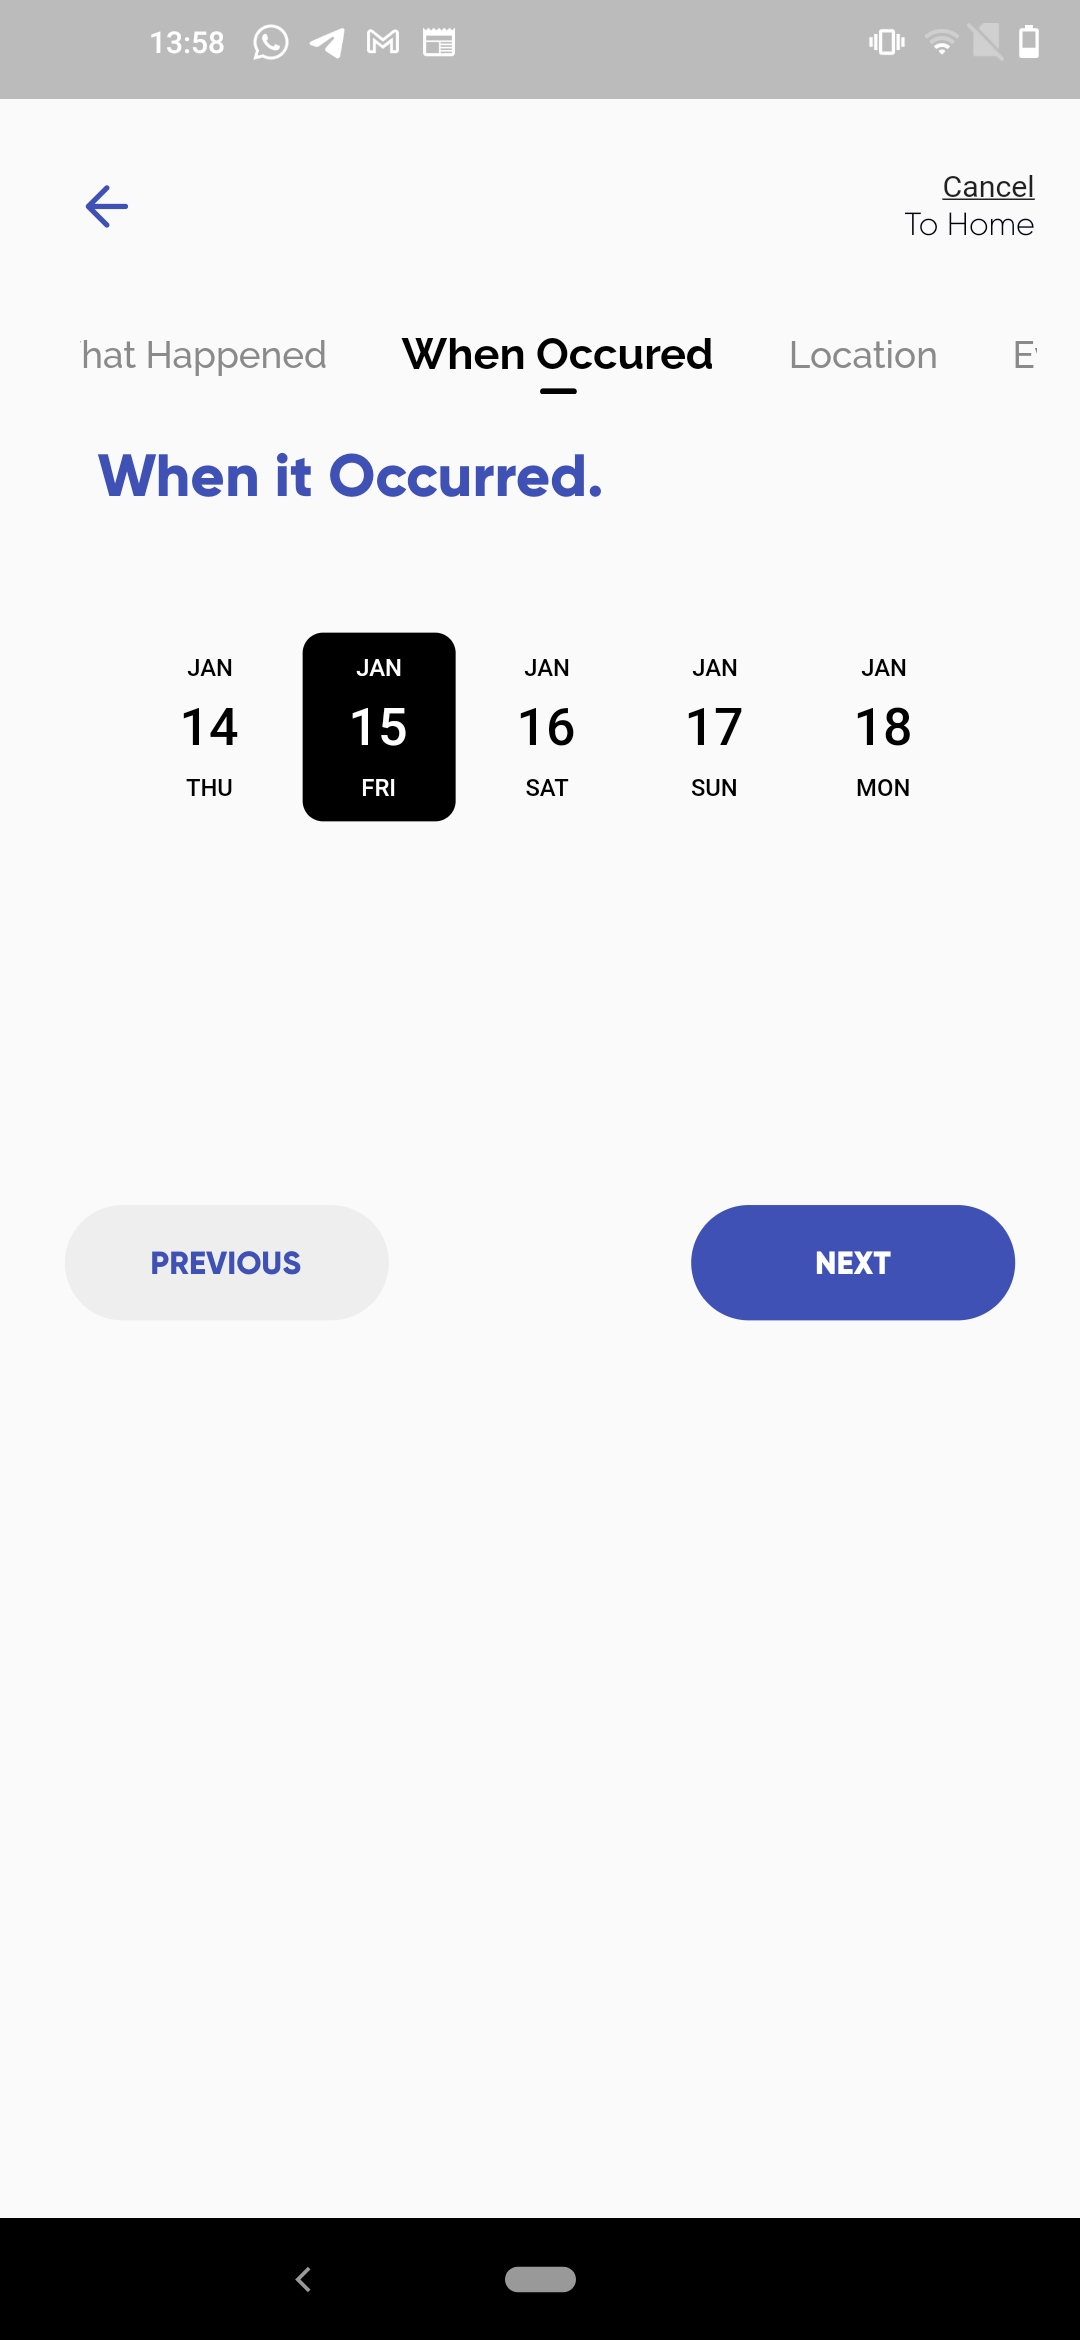 13:58
Cancel
To Home
hat Happened When Occured Location E
When it Occurred.
JAN JAN JAN JAN JAN
14 15 16 17 18
THU FRI SAT SUN MON
PREVIOUS NEXT